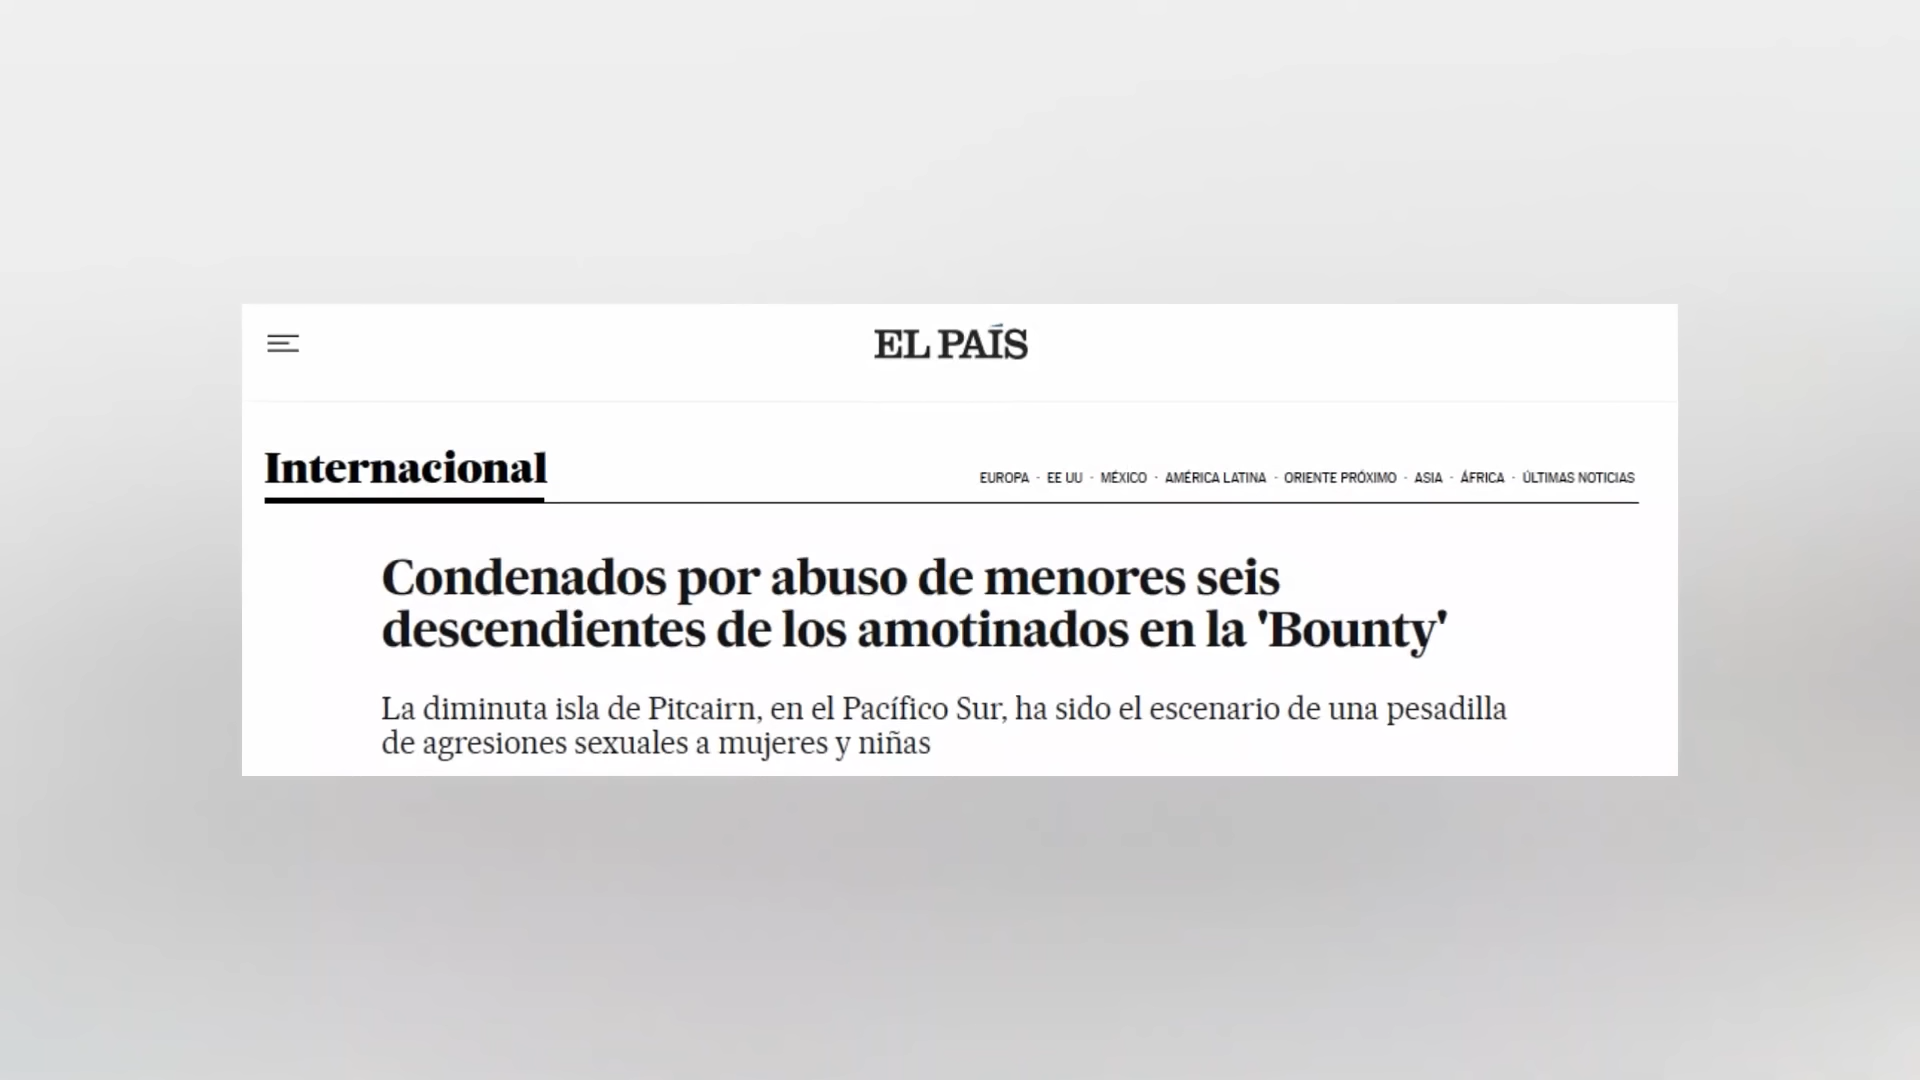 EL PAÍS
Internacional
EUROPA · EE UU · MÉXICO · AMÉRICA LATINA · ORIENTE PRÓXIMO · ASIA · ÁFRICA · ÚLTIMAS NOTICIAS
Condenados por abuso de menores seis
descendientes de los amotinados en la 'Bounty'
La diminuta isla de Pitcairn, en el Pacífico Sur, ha sido el escenario de una pesadilla
de agresiones sexuales a mujeres y niñas